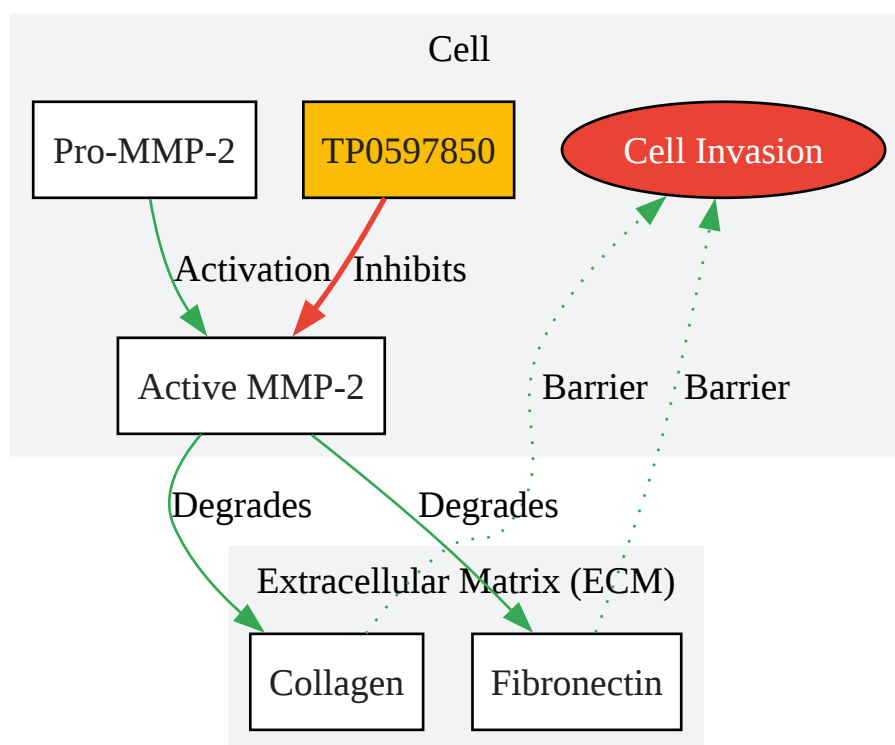 Cell
Pro-MMP-2
TP0597850
Cell Invasion
Activation
Inhibits
Active MMP-2
Barrier
Barrier
Degrades
Degrades
Extracellular Matrix (ECM)
Collagen
Fibronectin